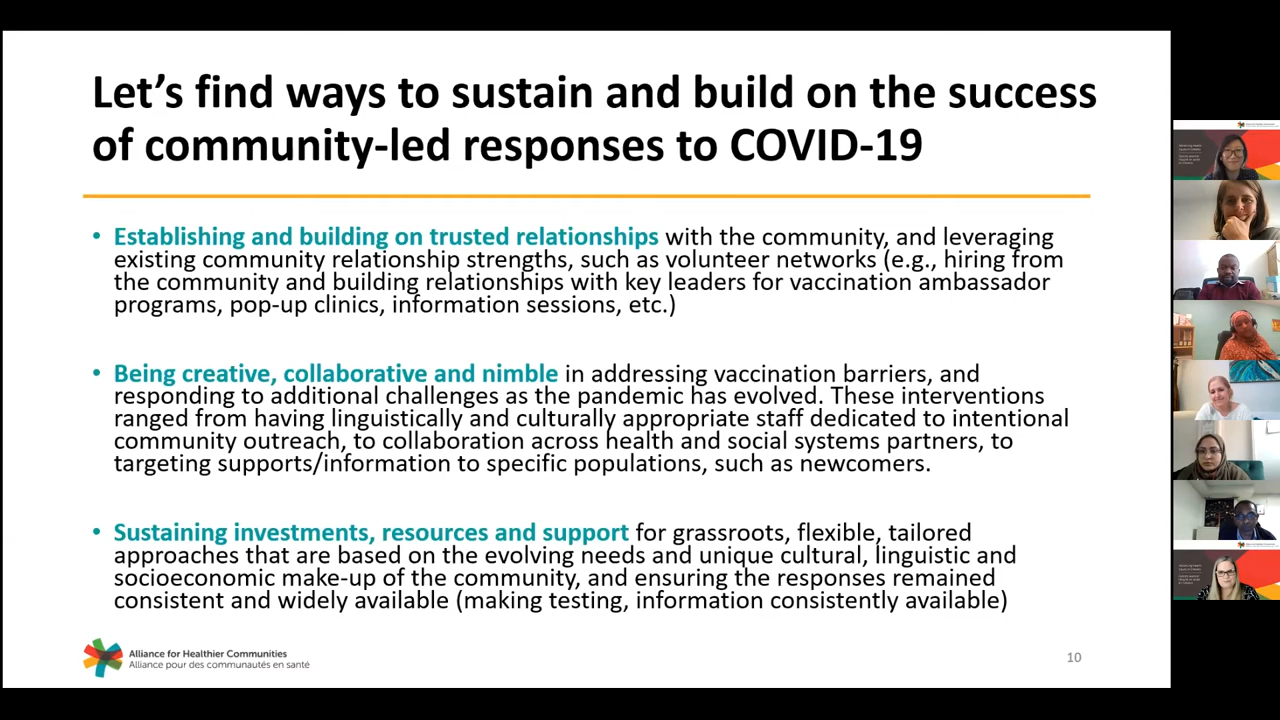 Let's find ways to sustain and build on the success
of community-led responses to COVID-19
• Establishing and building on trusted relationships with the community, and leveraging
existing community relationship strengths, such as volunteer networks (e.g., hiring from
the community and building relationships with key leaders for vaccination ambassador
programs, pop-up clinics, information sessions, etc.)
• Being creative, collaborative and nimble in addressing vaccination barriers, and
responding to additional challenges as the pandemic has evolved. These interventions
ranged from having linguistically and culturally appropriate staff dedicated to intentional
community outreach, to collaboration across health and social systems partners, to
targeting supports/information to specific populations, such as newcomers.
• Sustaining investments, resources and support for grassroots, flexible, tailored
approaches that are based on the evolving needs and unique cultural, linguistic and
socioeconomic make-up of the community, and ensuring the responses remained
consistent and widely available (making testing, information consistently available)
Alliance for Healthier Communities
Alliance pour des communautés en santé
10